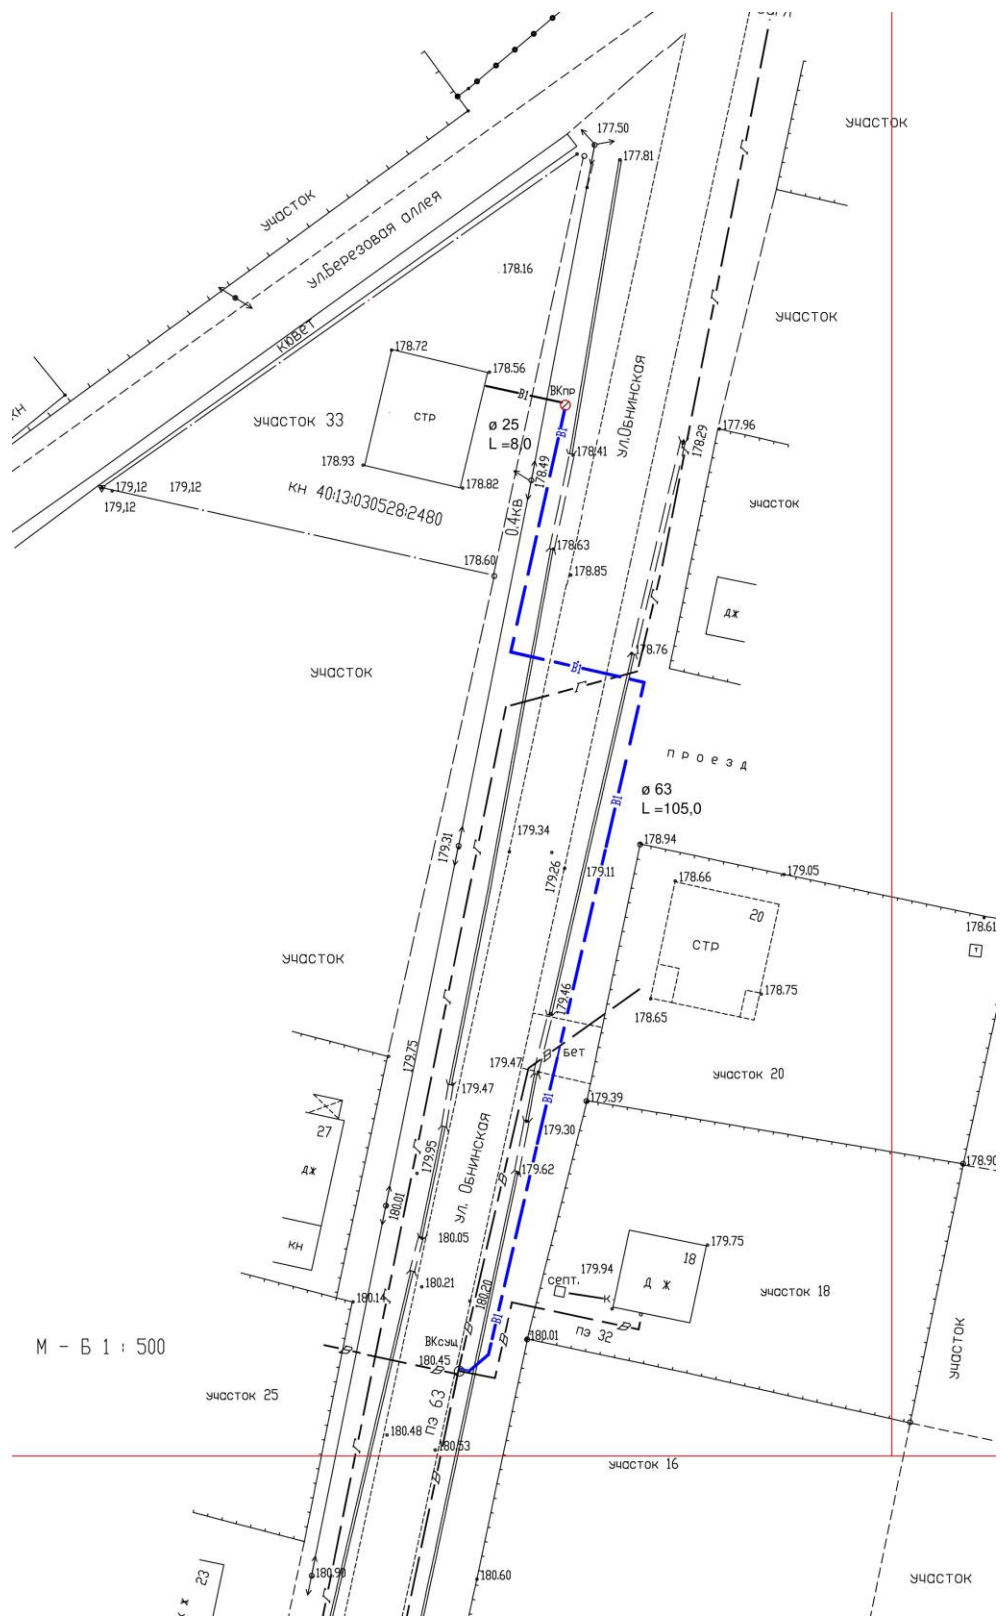 177.50
177.81
участок
участок
ул.Березовая аллея
178.16
участок
кювет
ул.Обнинская
178.72
178.56
В1
ВКпр
кн
участок 33
стр
ø 25
L =8,0
В1
177.96
178.29
178.41
178.49
178.93
178.82
179,12
179,12
179,12
кн 40:13:030528:2480
0.4кв
участок
178.63
178.60
178.85
дж
178.76
участок
В1
Г
проезд
ø 63
L =105,0
В1
179.31
179.34
178.94
179.26
179.11
179.05
178.66
20
178.61
т
стр
участок
178.75
179.46
178.65
179.75
179.47
В
бет
участок 20
179.47
В1
179.39
27
179.30
дж
179.95
ул. Обнинская
178.90
179.62
В
180.01
кн
180.05
179.75
18
179.94
септ.
д ж
к
участок 18
180.21
180.20
180.14
В
В1
пэ 32
В
180.01
М - Б 1 : 500
ВКсущ
В
180.45
В
В
участок
участок 25
пэ 63
180.48
180.53
В
участок 16
180.90
180.60
участок
23